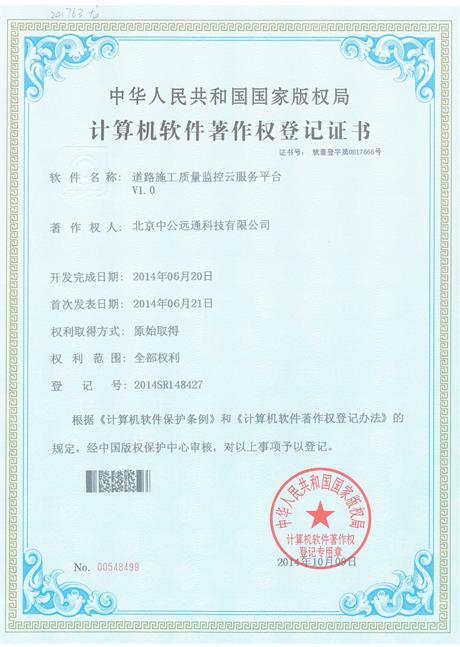 中华人民共和国国家版权局
计算机软件著作权登记证书
证书号： 软著登字第0817666号
软件名称： 道路施工质量监控云服务平台
V1.0
著作权人： 北京中公远通科技有限公司
开发完成日期： 2014年06月20日
首次发表日期： 2014年06月21日
权利取得方式： 原始取得
权利范围： 全部权利
登记号： 2014SR148427
根据《计算机软件保护条例》和《计算机软件著作权登记办法》的
规定，经中国版权保护中心审核，对以上事项予以登记。
中华人民共和国国家版权局
计算机软件著作权
登记专用章
No. 00548499
2014年10月09日